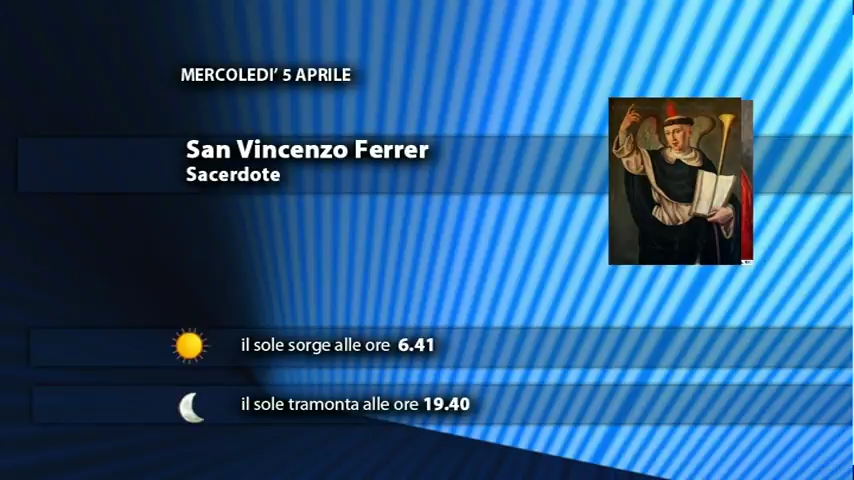 MERCOLEDI’ 5 APRILE
San Vincenzo Ferrer
Sacerdote
il sole sorge alle ore 6.41
il sole tramonta alle ore 19.40